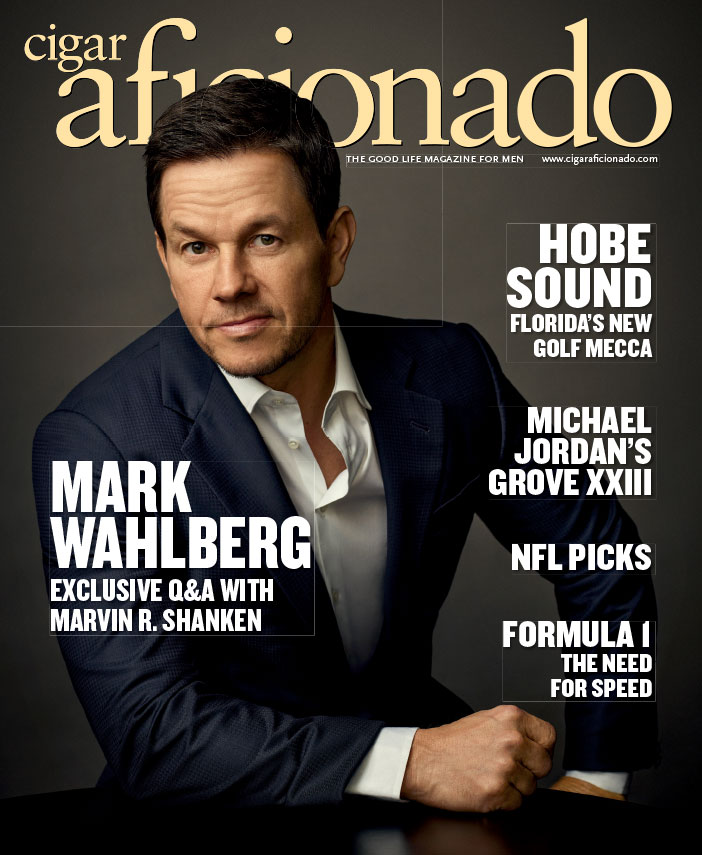 cigar
aficionado
THE GOOD LIFE MAGAZINE FOR MEN www.cigaraficionado.com
HOBE
SOUND
FLORIDA'S NEW
GOLF MECCA
MICHAEL
JORDAN'S
GROVE XXIII
MARK
WAHLBERG
EXCLUSIVE Q&A WITH
MARVIN R. SHANKEN
NFL PICKS
FORMULA 1
THE NEED
FOR SPEED